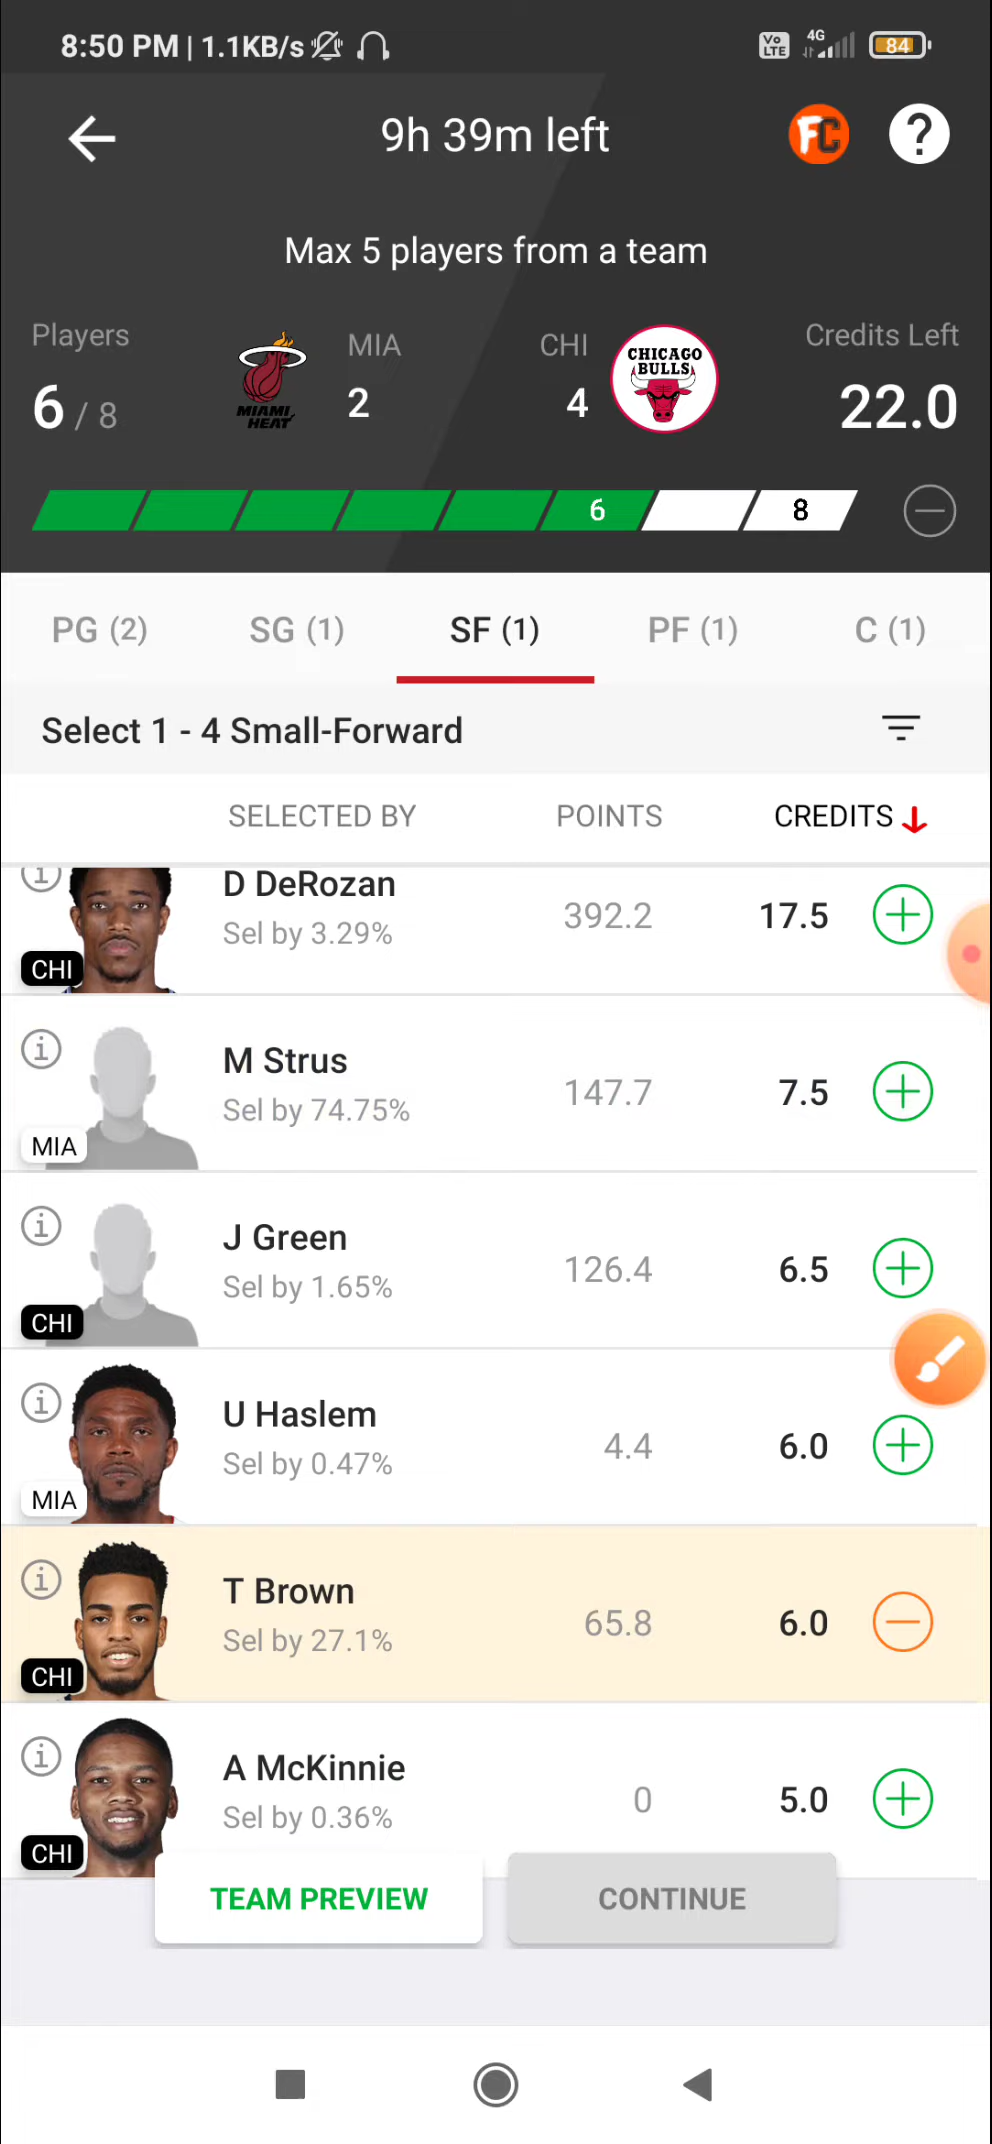 8:50 PM | 1.1KB/s
Vo LTE 4G 84
9h 39m left
FC ?
Max 5 players from a team
Players MIA CHI Credits Left
6 / 8 2 4 22.0
MIAMI HEAT
CHICAGO BULLS
6 8
PG (2) SG (1) SF (1) PF (1) C (1)
Select 1 - 4 Small-Forward
SELECTED BY POINTS CREDITS
D DeRozan
Sel by 3.29% 392.2 17.5
CHI
M Strus
Sel by 74.75% 147.7 7.5
MIA
J Green
Sel by 1.65% 126.4 6.5
CHI
U Haslem
Sel by 0.47% 4.4 6.0
MIA
T Brown
Sel by 27.1% 65.8 6.0
CHI
A McKinnie
Sel by 0.36% 0 5.0
CHI
TEAM PREVIEW CONTINUE